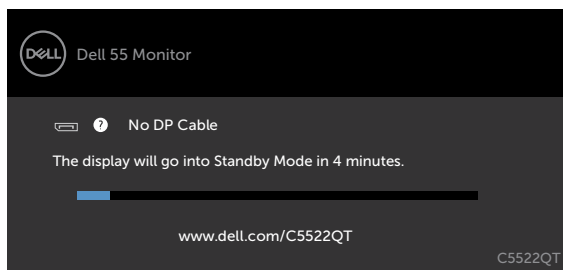 DELL
Dell 55 Monitor
? No DP Cable
The display will go into Standby Mode in 4 minutes.
www.dell.com/C5522QT
C5522QT